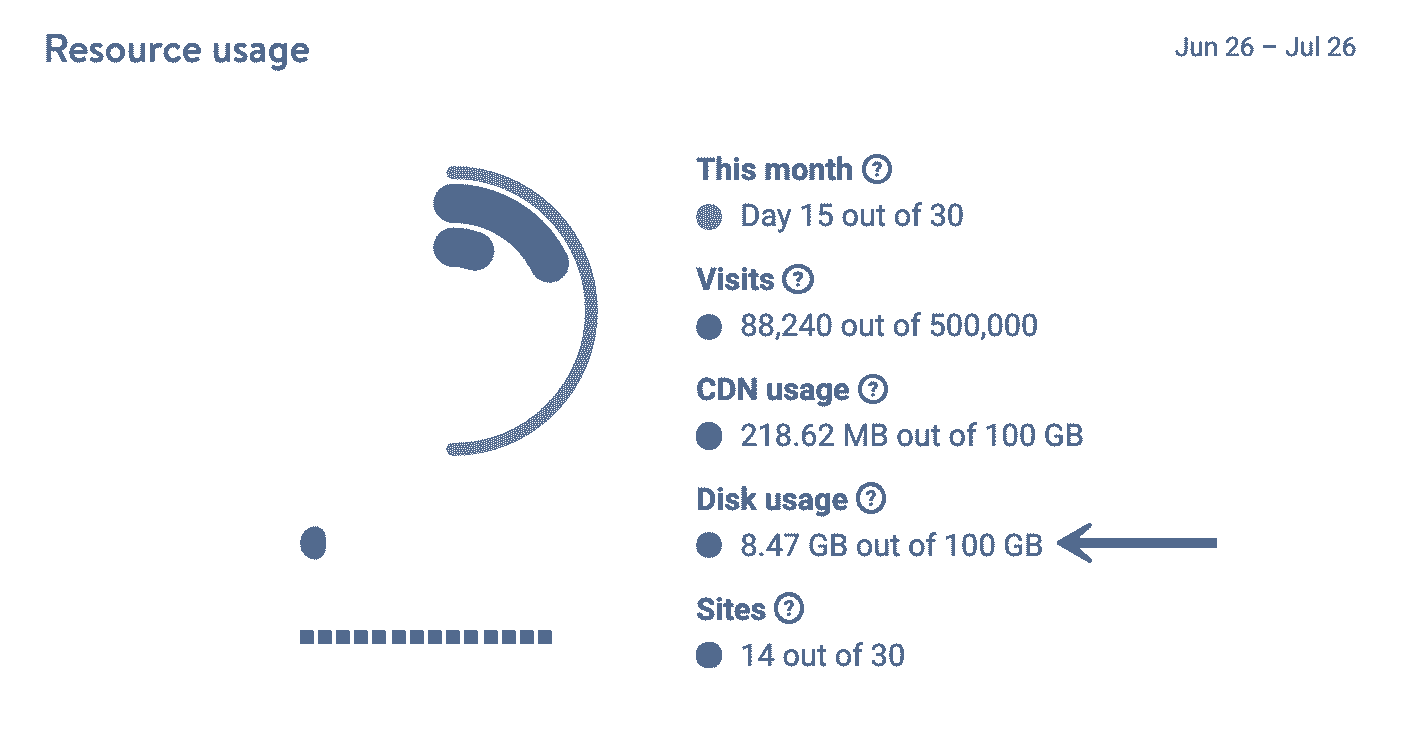 Resource usage
Jun 26 – Jul 26
This month ?
Day 15 out of 30
Visits ?
88,240 out of 500,000
CDN usage ?
218.62 MB out of 100 GB
Disk usage ?
8.47 GB out of 100 GB
Sites ?
14 out of 30